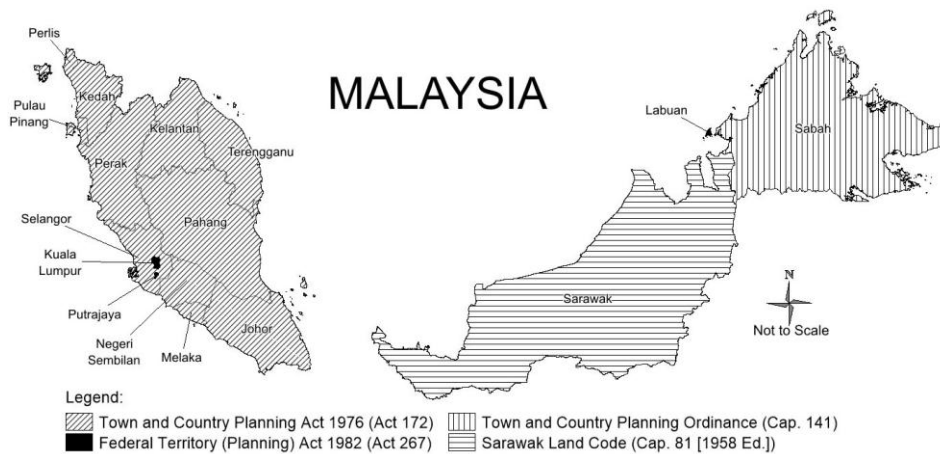 MALAYSIA
Perlis
Kedah
Pulau
Pinang
Kelantan
Terengganu
Perak
Pahang
Selangor
Kuala
Lumpur
Putrajaya
Negeri
Sembilan
Melaka
Johor
Labuan
Sabah
Sarawak
N
Not to Scale
Legend:
Town and Country Planning Act 1976 (Act 172)
Town and Country Planning Ordinance (Cap. 141)
Federal Territory (Planning) Act 1982 (Act 267)
Sarawak Land Code (Cap. 81 [1958 Ed.])